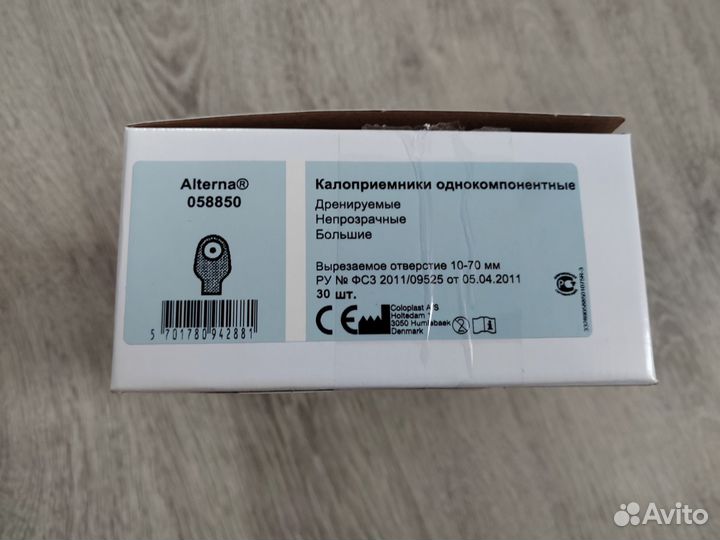 Alterna®
058850
5 701780 942881
Калоприемники однокомпонентные
Дренируемые
Непрозрачные
Большие
Вырезаемое отверстие 10-70 мм
РУ № ФСЗ 2011/09525 от 05.04.2011
30 шт.
CE
Coloplast A/S
Holtedam 1
3050 Humlebaek
Denmark
Avito